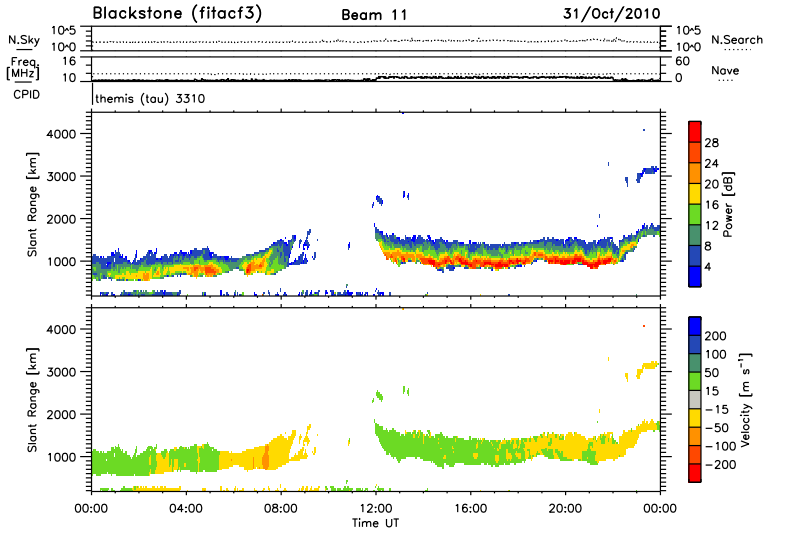 Blackstone (fitacf3) Beam 11 31/Oct/2010
N.Sky 10^5 10^5 N.Search
10^0 10^0
Freq. 16 60 Nave
[MHz] 10 0
CPID themis (tau) 3310
Slant Range [km]
4000
3000
2000
1000
28
24
20
16
12
8
4
Power [dB]
Slant Range [km]
4000
3000
2000
1000
200
100
50
15
−15
−50
−100
−200
Velocity [m s⁻¹]
00:00 04:00 08:00 12:00 16:00 20:00 00:00
Time UT